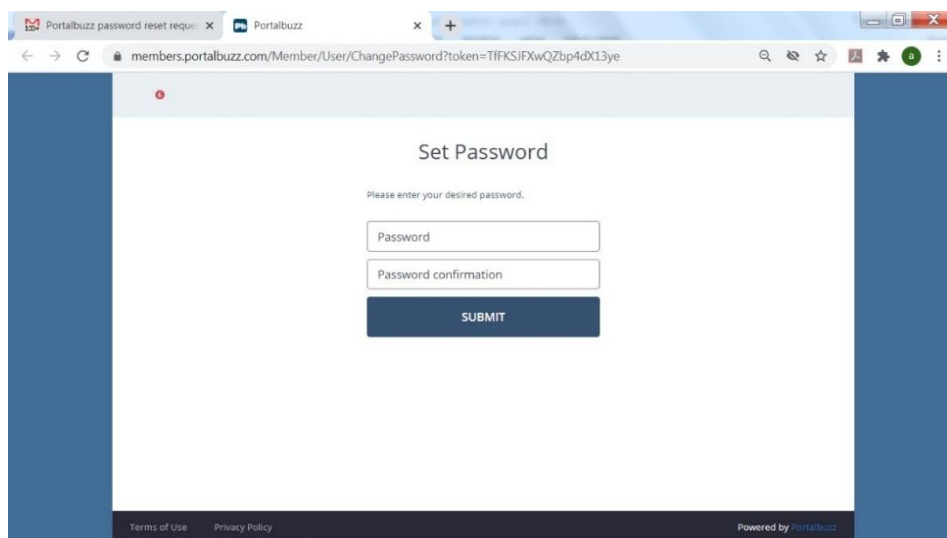 Portalbuzz password reset reque
Portalbuzz
members.portalbuzz.com/Member/User/ChangePassword?token=TfFKSJFXwQZbp4dX13ye
a
Set Password
Please enter your desired password.
Password
Password confirmation
SUBMIT
Terms of Use Privacy Policy Powered by Portalbuzz